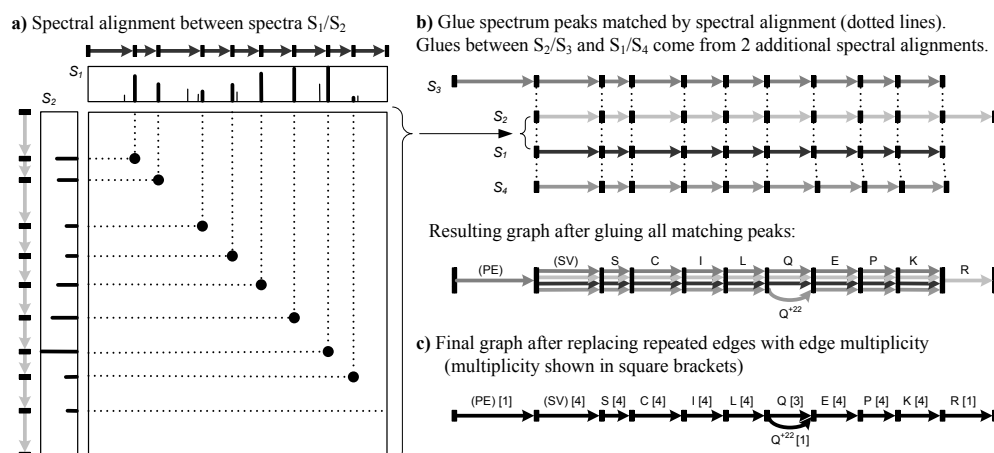 a) Spectral alignment between spectra S1/S2
S1
S2
b) Glue spectrum peaks matched by spectral alignment (dotted lines).
Glues between S2/S3 and S1/S4 come from 2 additional spectral alignments.
S3
S2
S1
S4
Resulting graph after gluing all matching peaks:
(PE) (SV) S C I L Q E P K R
Q+22
c) Final graph after replacing repeated edges with edge multiplicity
(multiplicity shown in square brackets)
(PE) [1] (SV) [4] S [4] C [4] I [4] L [4] Q [3] E [4] P [4] K [4] R [1]
Q+22 [1]